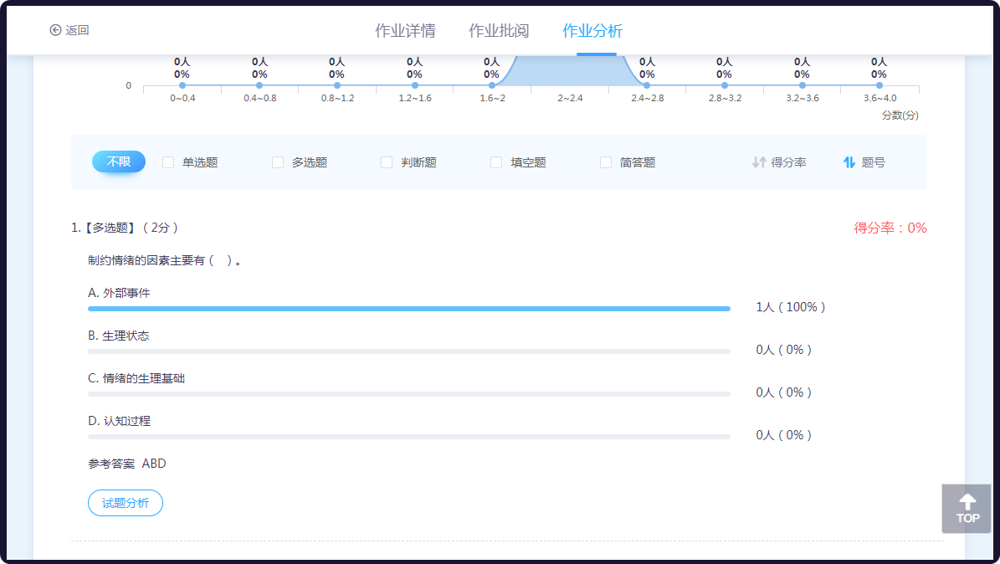 返回 作业详情 作业批阅 作业分析
0人 0人 0人 0人 0人 0人 0人 0人 0人
0% 0% 0% 0% 0% 0% 0% 0% 0%
0
0~0.4 0.4~0.8 0.8~1.2 1.2~1.6 1.6~2 2~2.4 2.4~2.8 2.8~3.2 3.2~3.6 3.6~4.0
分数(分)
不限 单选题 多选题 判断题 填空题 简答题 得分率 题号
1.【多选题】（2分） 得分率：0%
制约情绪的因素主要有（ ）。
A. 外部事件
1人（100%）
B. 生理状态
0人（0%）
C. 情绪的生理基础
0人（0%）
D. 认知过程
0人（0%）
参考答案 ABD
试题分析
TOP